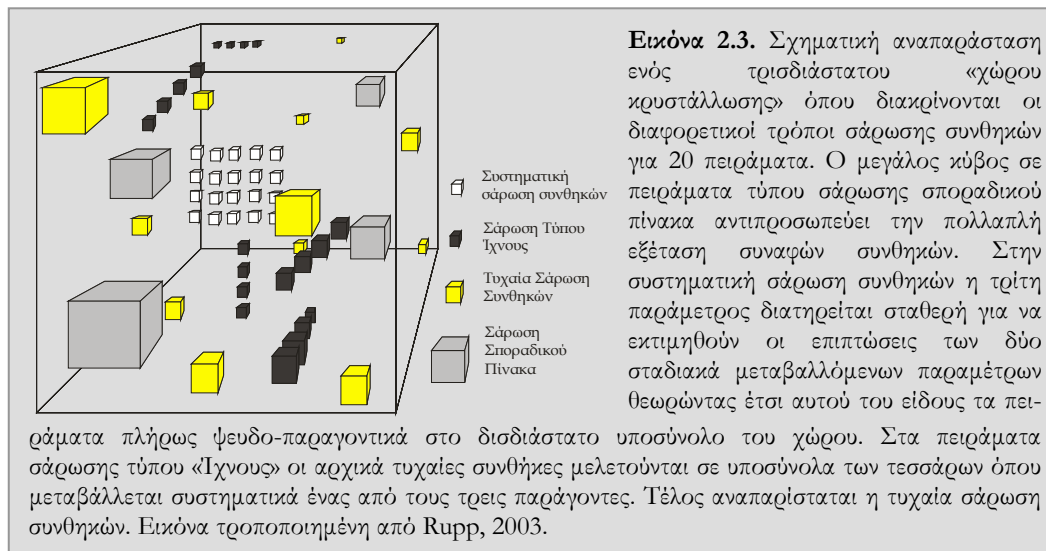 Συστηματική
σάρωση συνθηκών
Σάρωση Τύπου
Ίχνους
Τυχαία Σάρωση
Συνθηκών
Σάρωση
Σποραδικού
Πίνακα
Εικόνα 2.3. Σχηματική αναπαράσταση
ενός τρισδιάστατου «χώρου
κρυστάλλωσης» όπου διακρίνονται οι
διαφορετικοί τρόποι σάρωσης συνθηκών
για 20 πειράματα. Ο μεγάλος κύβος σε
πειράματα τύπου σάρωσης σποραδικού
πίνακα αντιπροσωπεύει την πολλαπλή
εξέταση συναφών συνθηκών. Στην
συστηματική σάρωση συνθηκών η τρίτη
παράμετρος διατηρείται σταθερή για να
εκτιμηθούν οι επιπτώσεις των δύο
σταδιακά μεταβαλλόμενων παραμέτρων
θεωρώντας έτσι αυτού του είδους τα πει-
ράματα πλήρως ψευδο-παραγοντικά στο δισδιάστατο υποσύνολο του χώρου. Στα πειράματα
σάρωσης τύπου «Ίχνους» οι αρχικά τυχαίες συνθήκες μελετούνται σε υποσύνολα των τεσσάρων όπου
μεταβάλλεται συστηματικά ένας από τους τρεις παράγοντες. Τέλος αναπαρίσταται η τυχαία σάρωση
συνθηκών. Εικόνα τροποποιημένη από Rupp, 2003.